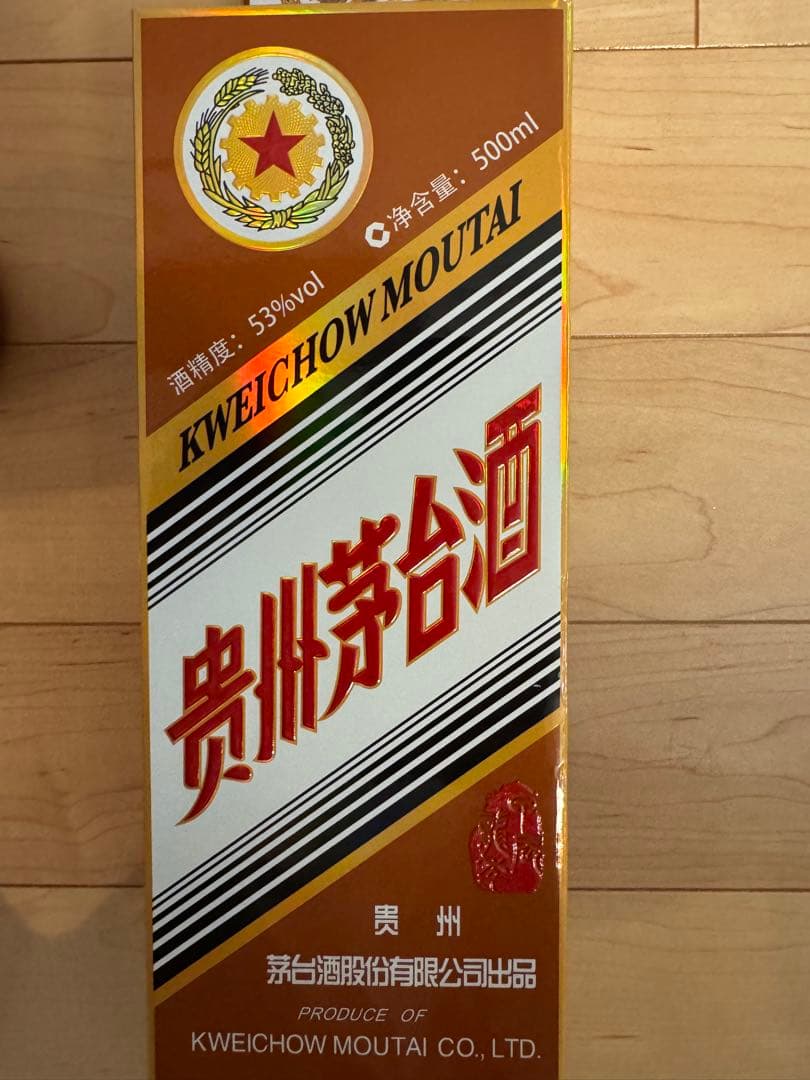 净含量：500ml
酒精度：53%vol
KWEICHOW MOUTAI
贵州茅台酒
贵 州
茅台酒股份有限公司出品
PRODUCE OF
KWEICHOW MOUTAI CO., LTD.